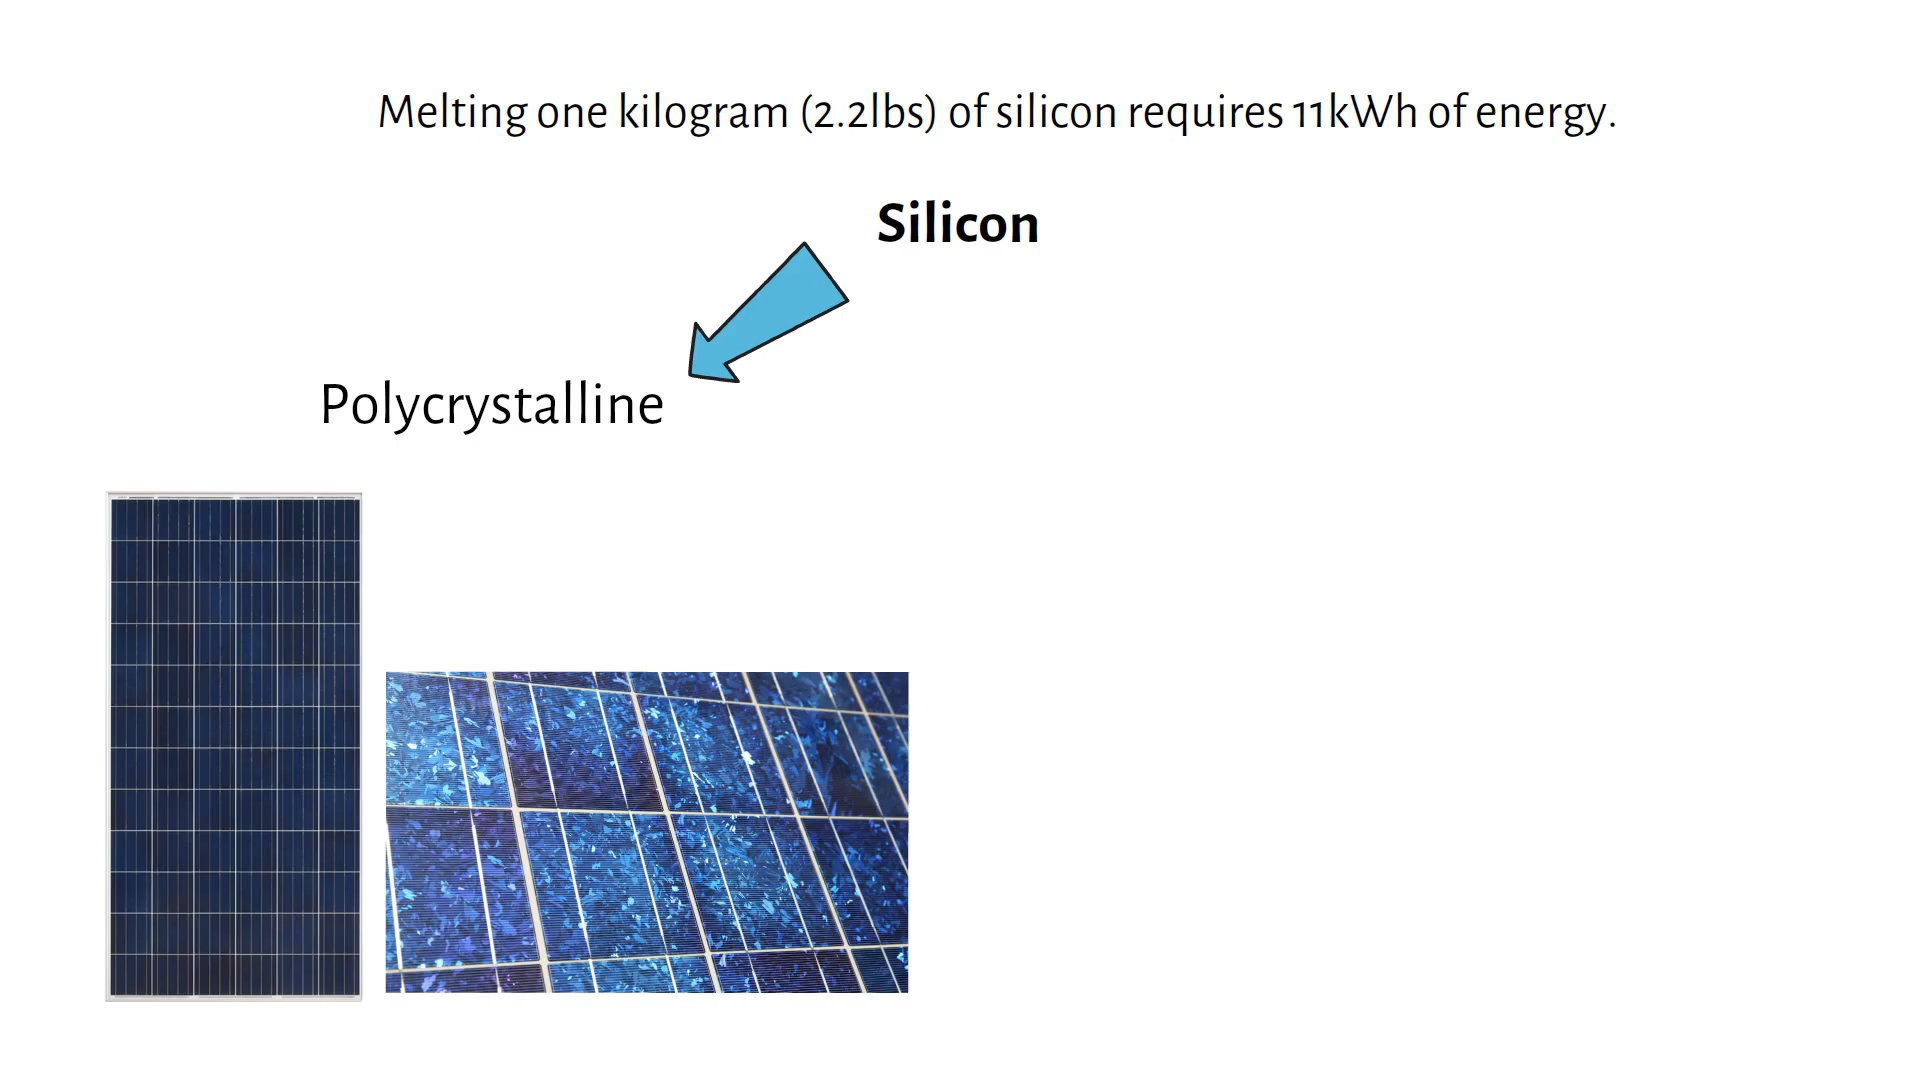 Melting one kilogram (2.2lbs) of silicon requires 11kWh of energy.
Silicon
Polycrystalline